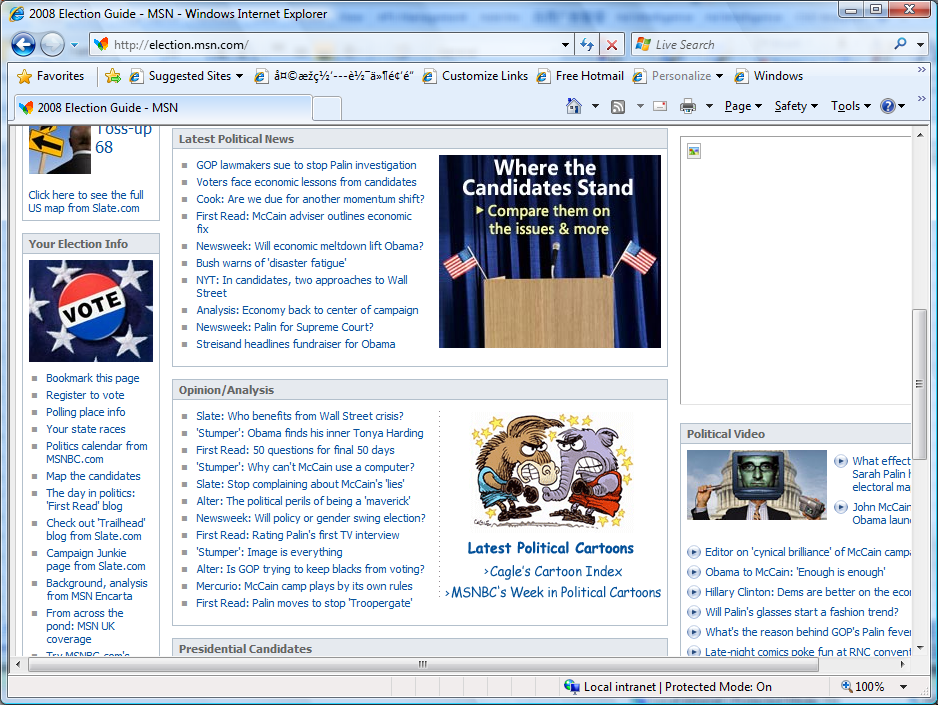 2008 Election Guide - MSN - Windows Internet Explorer
http://election.msn.com/
Live Search
Favorites
Suggested Sites
Customize Links
Free Hotmail
Personalize
Windows
2008 Election Guide - MSN
Page
Safety
Tools
Toss-up
68
Click here to see the full
US map from Slate.com
Your Election Info
VOTE
Bookmark this page
Register to vote
Polling place info
Your state races
Politics calendar from
MSNBC.com
Map the candidates
The day in politics:
'First Read' blog
Check out 'Trailhead'
blog from Slate.com
Campaign Junkie
page from Slate.com
Background, analysis
from MSN Encarta
From across the
pond: MSN UK
coverage
Try MSNBC.com's
Latest Political News
GOP lawmakers sue to stop Palin investigation
Voters face economic lessons from candidates
Cook: Are we due for another momentum shift?
First Read: McCain adviser outlines economic
fix
Newsweek: Will economic meltdown lift Obama?
Bush warns of 'disaster fatigue'
NYT: In candidates, two approaches to Wall
Street
Analysis: Economy back to center of campaign
Newsweek: Palin for Supreme Court?
Streisand headlines fundraiser for Obama
Where the
Candidates Stand
Compare them on
the issues & more
Opinion/Analysis
Slate: Who benefits from Wall Street crisis?
'Stumper': Obama finds his inner Tonya Harding
First Read: 50 questions for final 50 days
'Stumper': Why can't McCain use a computer?
Slate: Stop complaining about McCain's 'lies'
Alter: The political perils of being a 'maverick'
Newsweek: Will policy or gender swing election?
First Read: Rating Palin's first TV interview
'Stumper': Image is everything
Alter: Is GOP trying to keep blacks from voting?
Mercurio: McCain camp plays by its own rules
First Read: Palin moves to stop 'Troopergate'
Latest Political Cartoons
>Cagle's Cartoon Index
>MSNBC's Week in Political Cartoons
Presidential Candidates
Political Video
What effect
Sarah Palin h
electoral ma
John McCain
Obama laun
Editor on 'cynical brilliance' of McCain campa
Obama to McCain: 'Enough is enough'
Hillary Clinton: Dems are better on the econ
Will Palin's glasses start a fashion trend?
What's the reason behind GOP's Palin fever
Late-night comics poke fun at RNC convent
Local intranet | Protected Mode: On
100%